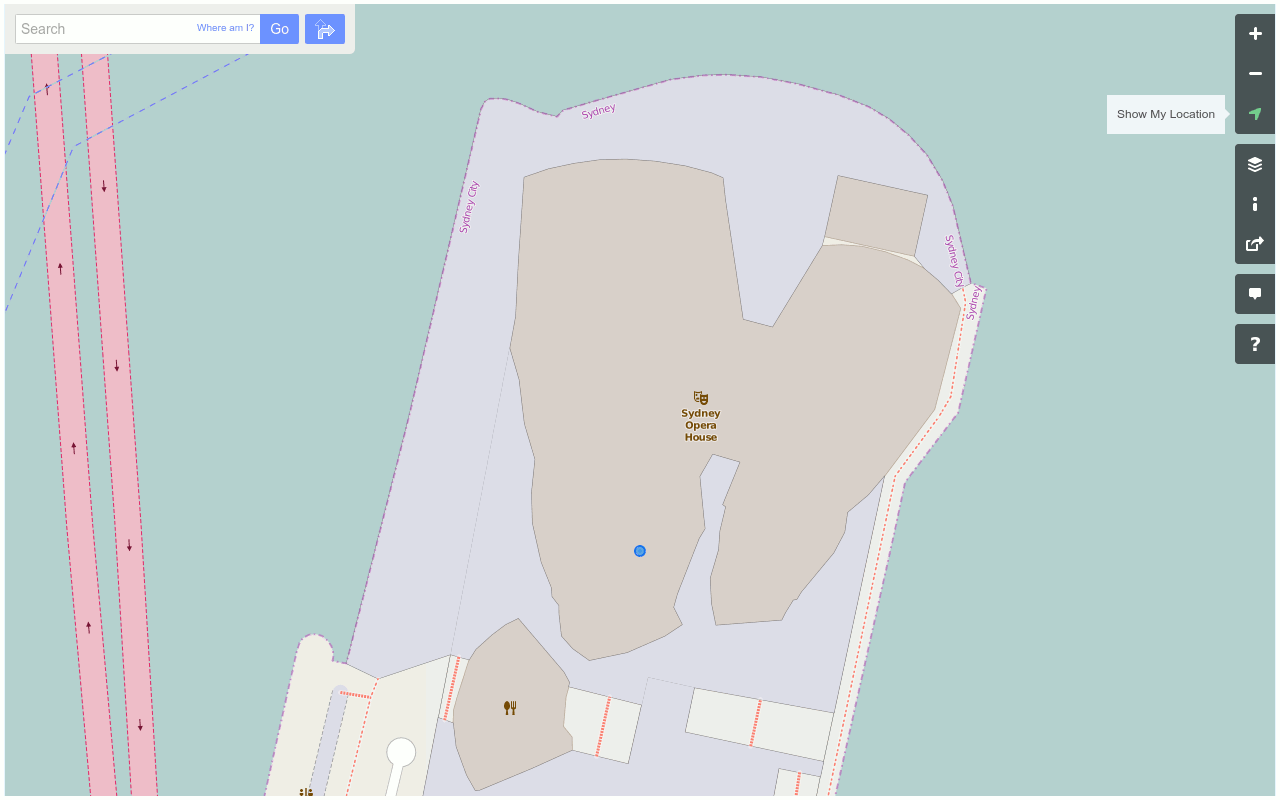 Search
Where am I?
Go
Show My Location
Sydney
Sydney City
Sydney City
Sydney
Sydney
Opera
House
?